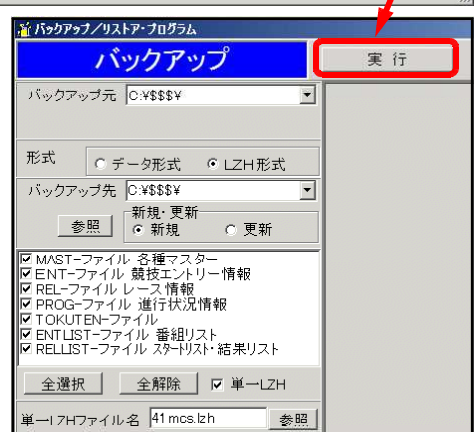 バックアップ/リストア・プログラム
バックアップ
実 行
バックアップ元 C:¥$$$¥
形式 データ形式 LZH形式
バックアップ先 C:¥$$$¥
新規・更新
参照 新規 更新
MAST-ファイル 各種マスター
ENT-ファイル 競技エントリー情報
REL-ファイル レース情報
PROG-ファイル 進行状況情報
TOKUTEN-ファイル
ENTLIST-ファイル 番組リスト
RELLIST-ファイル スタートリスト・結果リスト
全選択 全解除 単一LZH
単一LZHファイル名 41mcs.lzh 参照